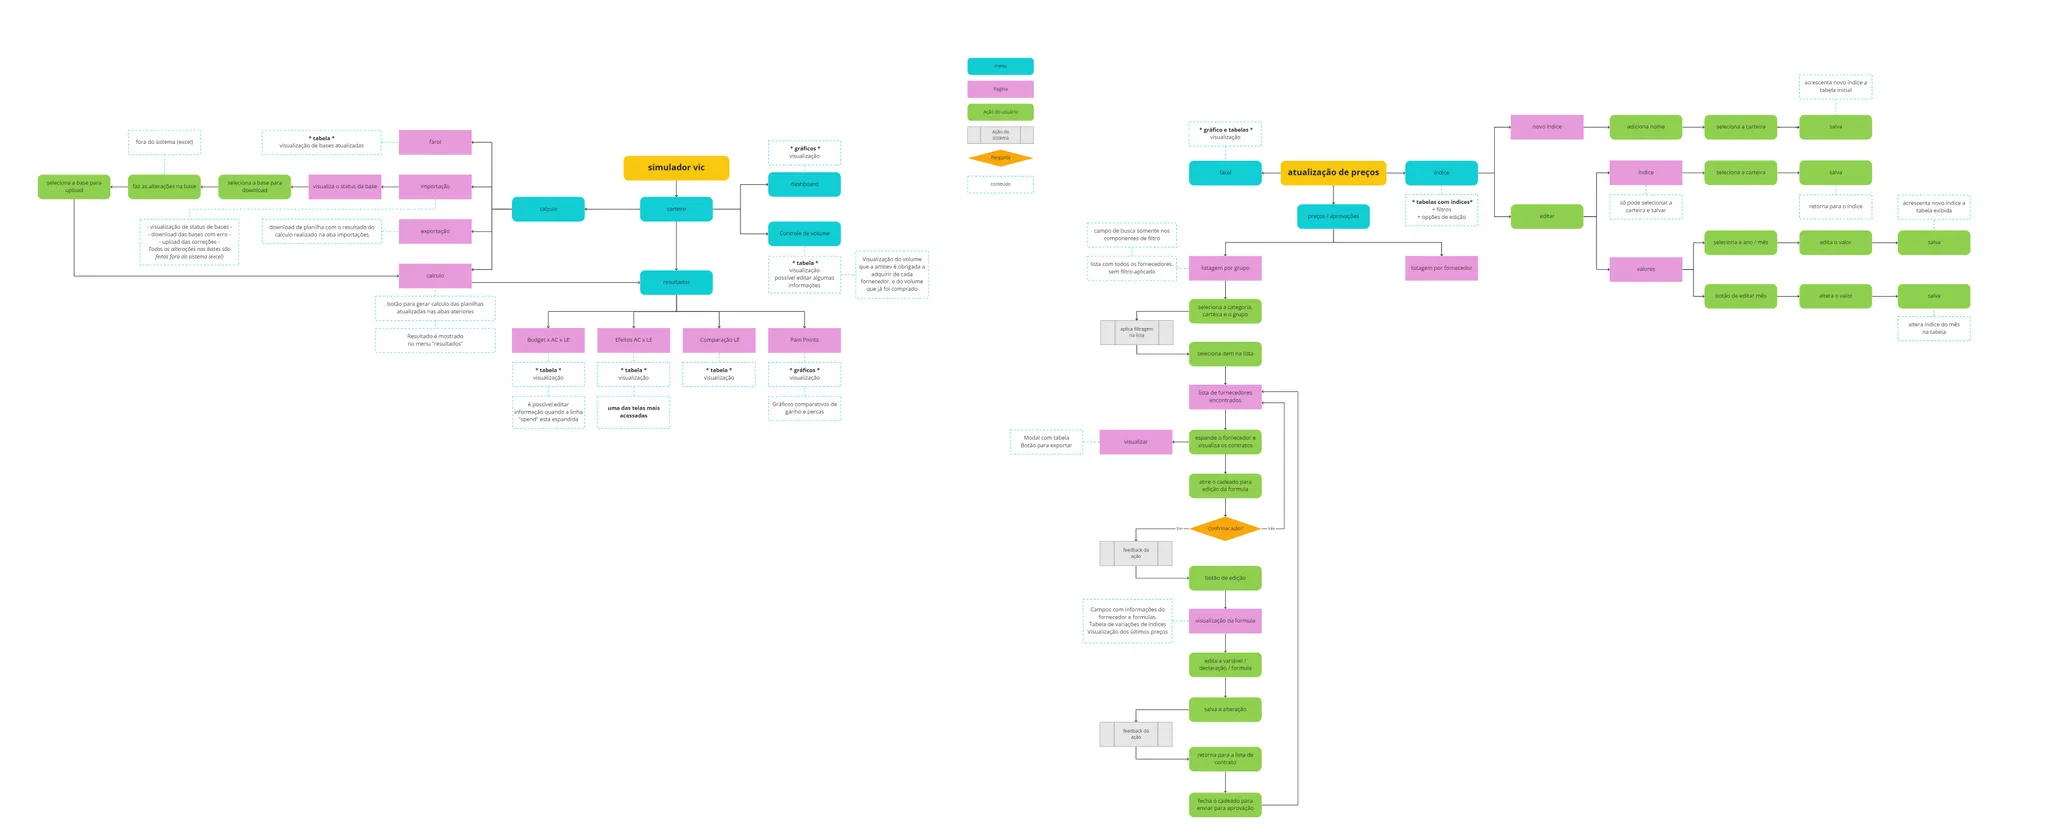 menu
Pagina
Ação do usuário
Ação do
sistema
Pergunta
conteudo
simulador vic
carteira
calculo
farol
* tabela *
visualização de bases atualizadas
importação
visualiza o status da base
seleciona a base para
download
faz as alterações na base
fora do sistema (excel)
seleciona a base para
upload
- visualização de status de bases -
- download das bases com erro -
- upload das correções -
Todas as alterações nas bases são
feitas fora do sistema (excel)
exportação
download de planilha com o resultado do
calculo realizado na aba importações
calculo
botão para gerar calculo das planilhas
atualizadas nas abas ateriores
Resultado é mostrado
no menu "resultados"
* gráficos *
visualização
dashboard
Controle de volume
* tabela *
visualização
possivel editar algumas
informações
Visualização do volume
que a ambev é obrigada a
adquirir de cada
fornecedor, e do volume
que já foi comprado
resultados
Budget x AC x LE
* tabela *
visualização
é possivel editar
informação quando a linha
"spend" esta espandida
Efeitos AC x LE
* tabela *
visualização
uma das telas mais
acessadas
Comparação LE
* tabela *
visualização
Pain Points
* gráficos *
visualização
Gráficos comparativos de
ganho e percas
atualização de preços
* gráfico e tabelas *
visualização
farol
índice
* tabelas com índices*
+ filtros
+ opções de edição
preços / aprovações
novo índice
adiciona nome
seleciona a carteira
salva
acrescenta novo índice a
tabela inicial
editar
índice
seleciona a carteira
salva
só pode selecionar a
carteira e salvar
retorna para o índice
valores
seleciona a ano / mês
edita o valor
salva
acrescenta novo índice a
tabela exibida
botão de editar mês
altera o valor
salva
altera índice do mês
na tabela
listagem por grupo
listagem por fornecedor
campo de busca somente nos
componentes de filtro
lista com todos os fornecedores,
sem filtro aplicado
seleciona a categoria,
carteira e o grupo
aplica filtragem
na lista
seleciona item na lista
lista de fornecedores
encontrados
espande o fornecedor e
visualiza os contratos
visualizar
Modal com tabela
Botão para exportar
abre o cadeado para
edição da formula
Confirmar ação?
Sim
não
feedback da
ação
botão de edição
visualização da formula
Campos com informações do
fornecedor e formulas.
Tabela de variações de índices
Visualização dos últimos preços
edita a variável /
declaração / formula
salva a alteração
feedback da
ação
retorna para a lista de
contrato
fecha o cadeado para
enviar para aprovação